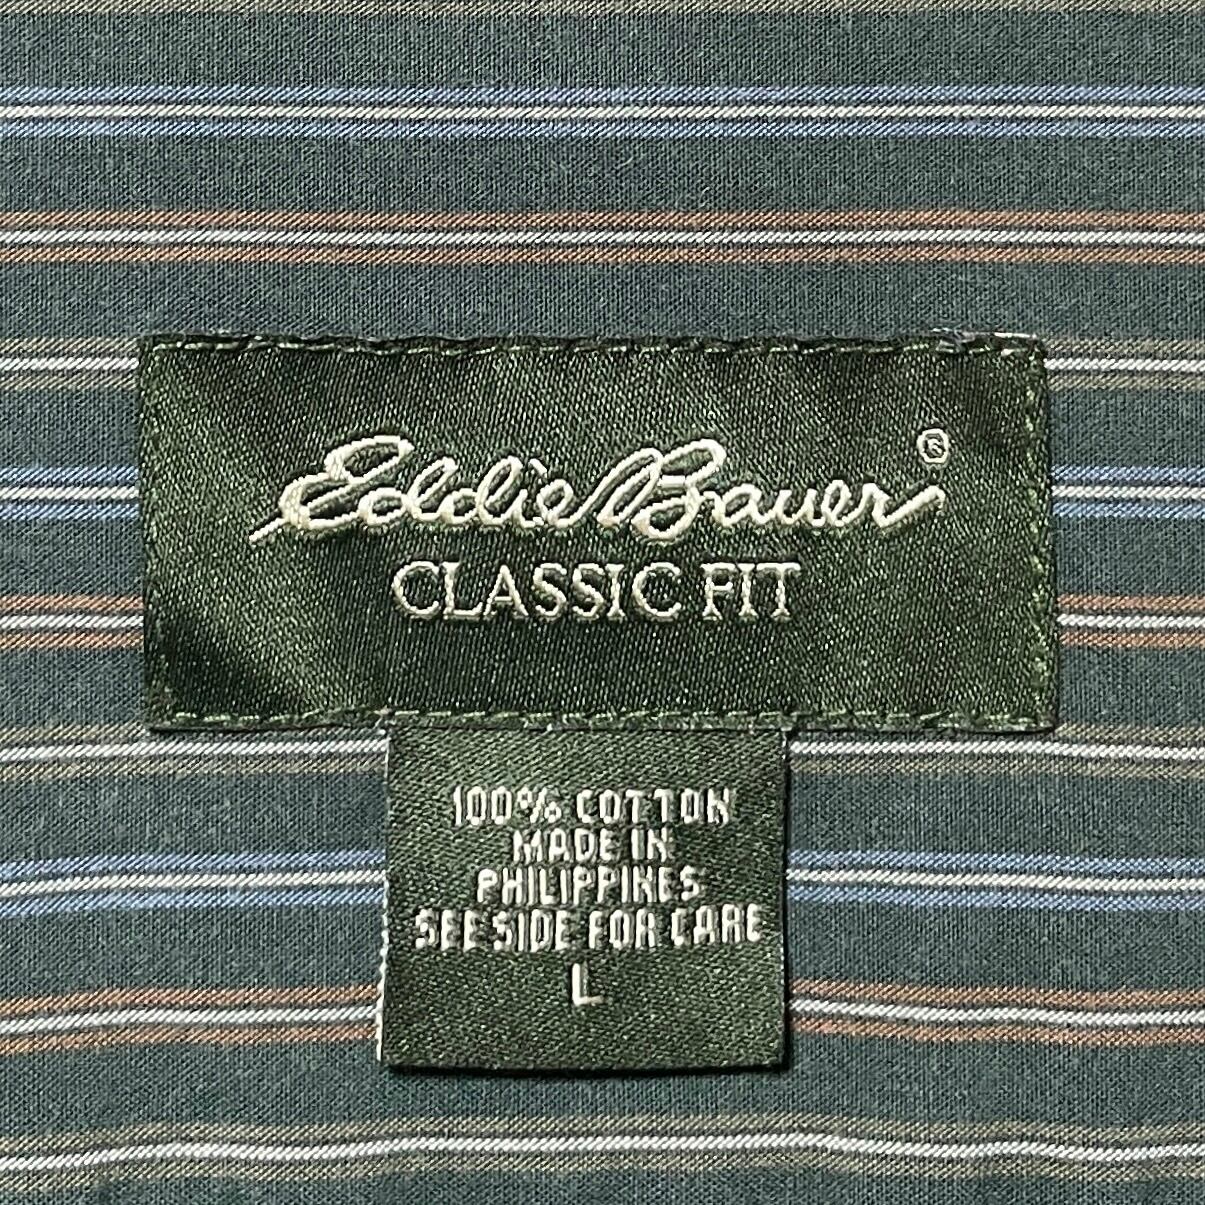 Eddie Bauer®
CLASSIC FIT
100% COTTON
MADE IN
PHILIPPINES
SEE SIDE FOR CARE
L